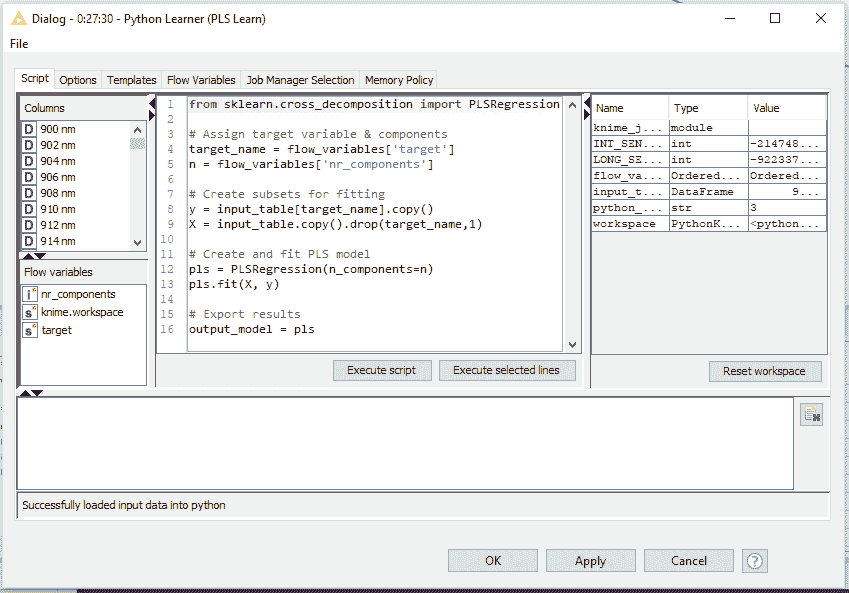 Dialog - 0:27:30 - Python Learner (PLS Learn)
File
Script Options Templates Flow Variables Job Manager Selection Memory Policy
Columns
D 900 nm
D 902 nm
D 904 nm
D 906 nm
D 908 nm
D 910 nm
D 912 nm
D 914 nm
Flow variables
i nr_components
s knime.workspace
s target
1 from sklearn.cross_decomposition import PLSRegression
2
3 # Assign target variable & components
4 target_name = flow_variables['target']
5 n = flow_variables['nr_components']
6
7 # Create subsets for fitting
8 y = input_table[target_name].copy()
9 X = input_table.copy().drop(target_name,1)
10
11 # Create and fit PLS model
12 pls = PLSRegression(n_components=n)
13 pls.fit(X, y)
14
15 # Export results
16 output_model = pls
Execute script Execute selected lines
Name Type Value
knime_j... module
INT_SEN... int -214748...
LONG_SE... int -922337...
flow_va... Ordered... Ordered...
input_t... DataFrame 9...
python_... str 3
workspace PythonK... <python...
Reset workspace
Successfully loaded input data into python
OK Apply Cancel ?